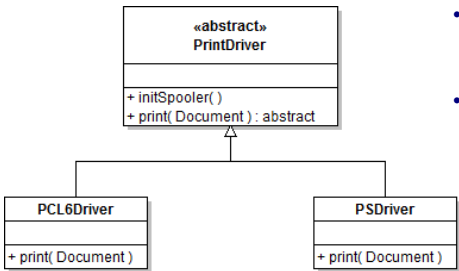 «abstract»
PrintDriver
+ initSpooler( )
+ print( Document ) : abstract
PCL6Driver
+ print( Document )
PSDriver
+ print( Document )